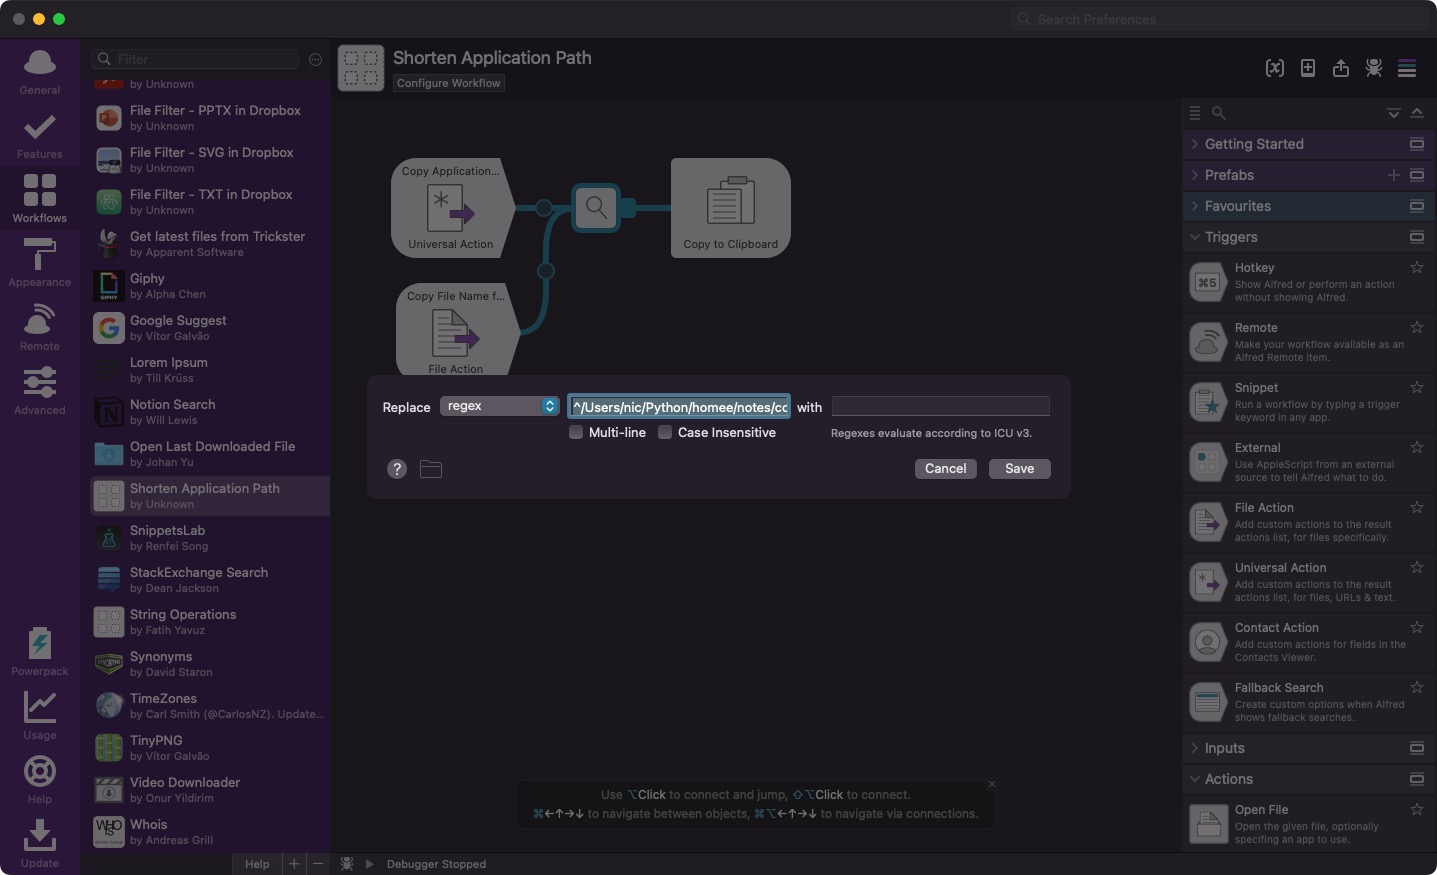 Search Preferences
General
Features
Workflows
Appearance
Remote
Advanced
Powerpack
Usage
Help
Update
Filter
by Unknown
File Filter - PPTX in Dropbox
by Unknown
File Filter - SVG in Dropbox
by Unknown
File Filter - TXT in Dropbox
by Unknown
Get latest files from Trickster
by Apparent Software
GIPHY
Giphy
by Alpha Chen
Google Suggest
by Vítor Galvão
Lorem Ipsum
by Till Krüss
Notion Search
by Will Lewis
Open Last Downloaded File
by Johan Yu
Shorten Application Path
by Unknown
SnippetsLab
by Renfei Song
StackExchange Search
by Dean Jackson
String Operations
by Fatih Yavuz
Synonyms
by David Staron
TimeZones
by Carl Smith (@CarlosNZ). Update...
TinyPNG
by Vítor Galvão
Video Downloader
by Onur Yildirim
Whois
by Andreas Grill
Help + −
Shorten Application Path
Configure Workflow
Copy Application...
Universal Action
Copy to Clipboard
Copy File Name f...
File Action
Replace regex ^/Users/nic/Python/homee/notes/cc with
Multi-line Case Insensitive Regexes evaluate according to ICU v3.
? Cancel Save
Use ⌥Click to connect and jump, ⇧⌥Click to connect.
⌘←↑→↓ to navigate between objects, ⌘⌥←↑→↓ to navigate via connections.
Debugger Stopped
Getting Started
Prefabs
Favourites
Triggers
⌘5
Hotkey
Show Alfred or perform an action
without showing Alfred.
Remote
Make your workflow available as an
Alfred Remote Item.
Snippet
Run a workflow by typing a trigger
keyword in any app.
External
Use AppleScript from an external
source to tell Alfred what to do.
File Action
Add custom actions to the result
actions list, for files specifically.
Universal Action
Add custom actions to the result
actions list, for files, URLs & text.
Contact Action
Add custom actions for fields in the
Contacts Viewer.
Fallback Search
Create custom options when Alfred
shows fallback searches.
Inputs
Actions
Open File
Open the given file, optionally
specifing an app to use.